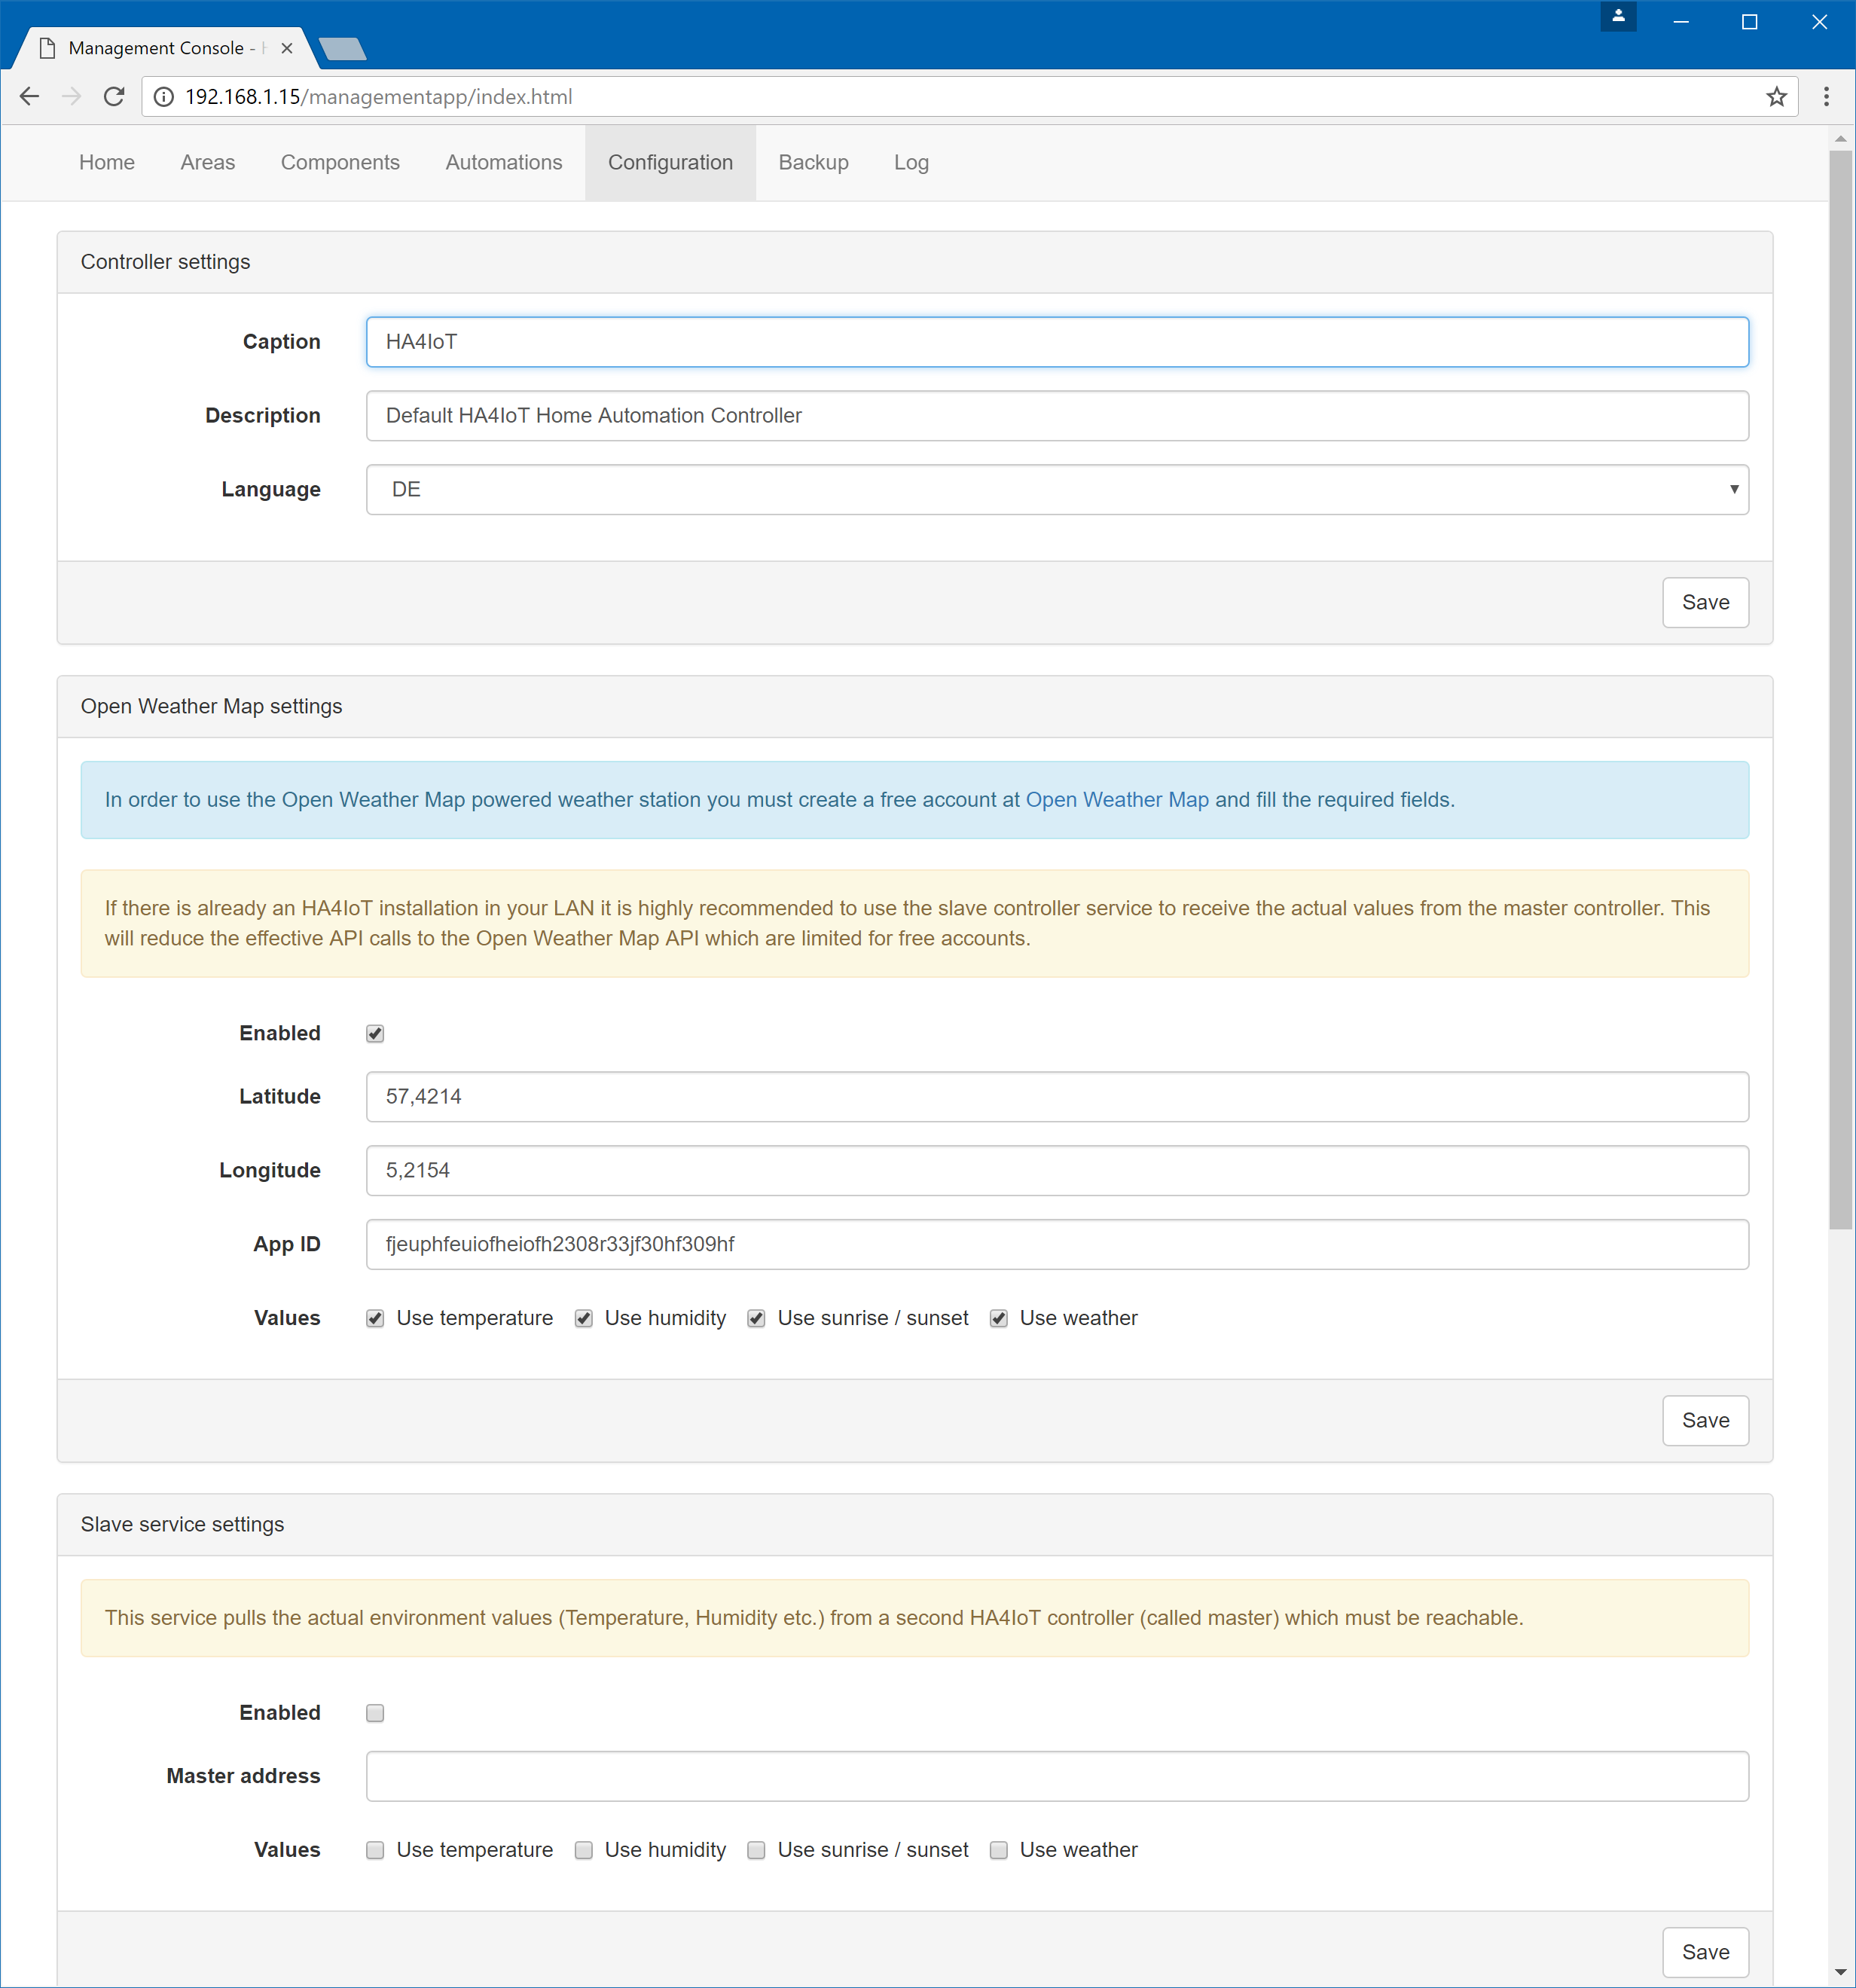 Management Console -
192.168.1.15/managementapp/index.html
Home Areas Components Automations Configuration Backup Log
Controller settings
Caption HA4IoT
Description Default HA4IoT Home Automation Controller
Language DE
Save
Open Weather Map settings
In order to use the Open Weather Map powered weather station you must create a free account at Open Weather Map and fill the required fields.
If there is already an HA4IoT installation in your LAN it is highly recommended to use the slave controller service to receive the actual values from the master controller. This
will reduce the effective API calls to the Open Weather Map API which are limited for free accounts.
Enabled
Latitude 57,4214
Longitude 5,2154
App ID fjeuphfeuiofheiofh2308r33jf30hf309hf
Values Use temperature Use humidity Use sunrise / sunset Use weather
Save
Slave service settings
This service pulls the actual environment values (Temperature, Humidity etc.) from a second HA4IoT controller (called master) which must be reachable.
Enabled
Master address
Values Use temperature Use humidity Use sunrise / sunset Use weather
Save